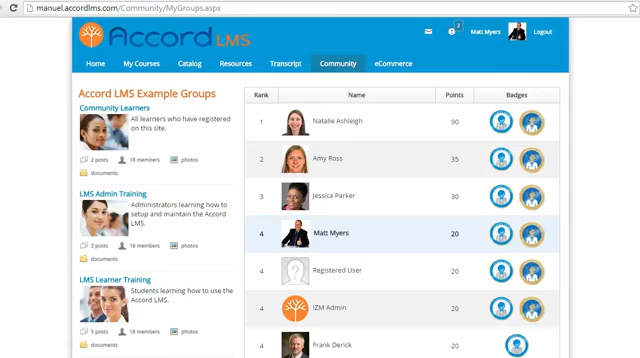 manuel.accordlms.com/Community/MyGroups.aspx
Accord LMS
2
Matt Myers
Logout
Home
My Courses
Catalog
Resources
Transcript
Community
eCommerce
Accord LMS Example Groups
Community Learners
All learners who have registered
on this site.
2 posts
18 members
photos
documents
LMS Admin Training
Administrators learning how to
setup and maintain the Accord
LMS.
3 posts
18 members
photos
documents
LMS Learner Training
Students learning how to use the
Accord LMS.
5 posts
18 members
photos
documents
Rank Name Points Badges
1 Natalie Ashleigh 90
2 Amy Ross 35
3 Jessica Parker 30
4 Matt Myers 20
4 Registered User 20
4 IZM Admin 20
4 Frank Derick 20